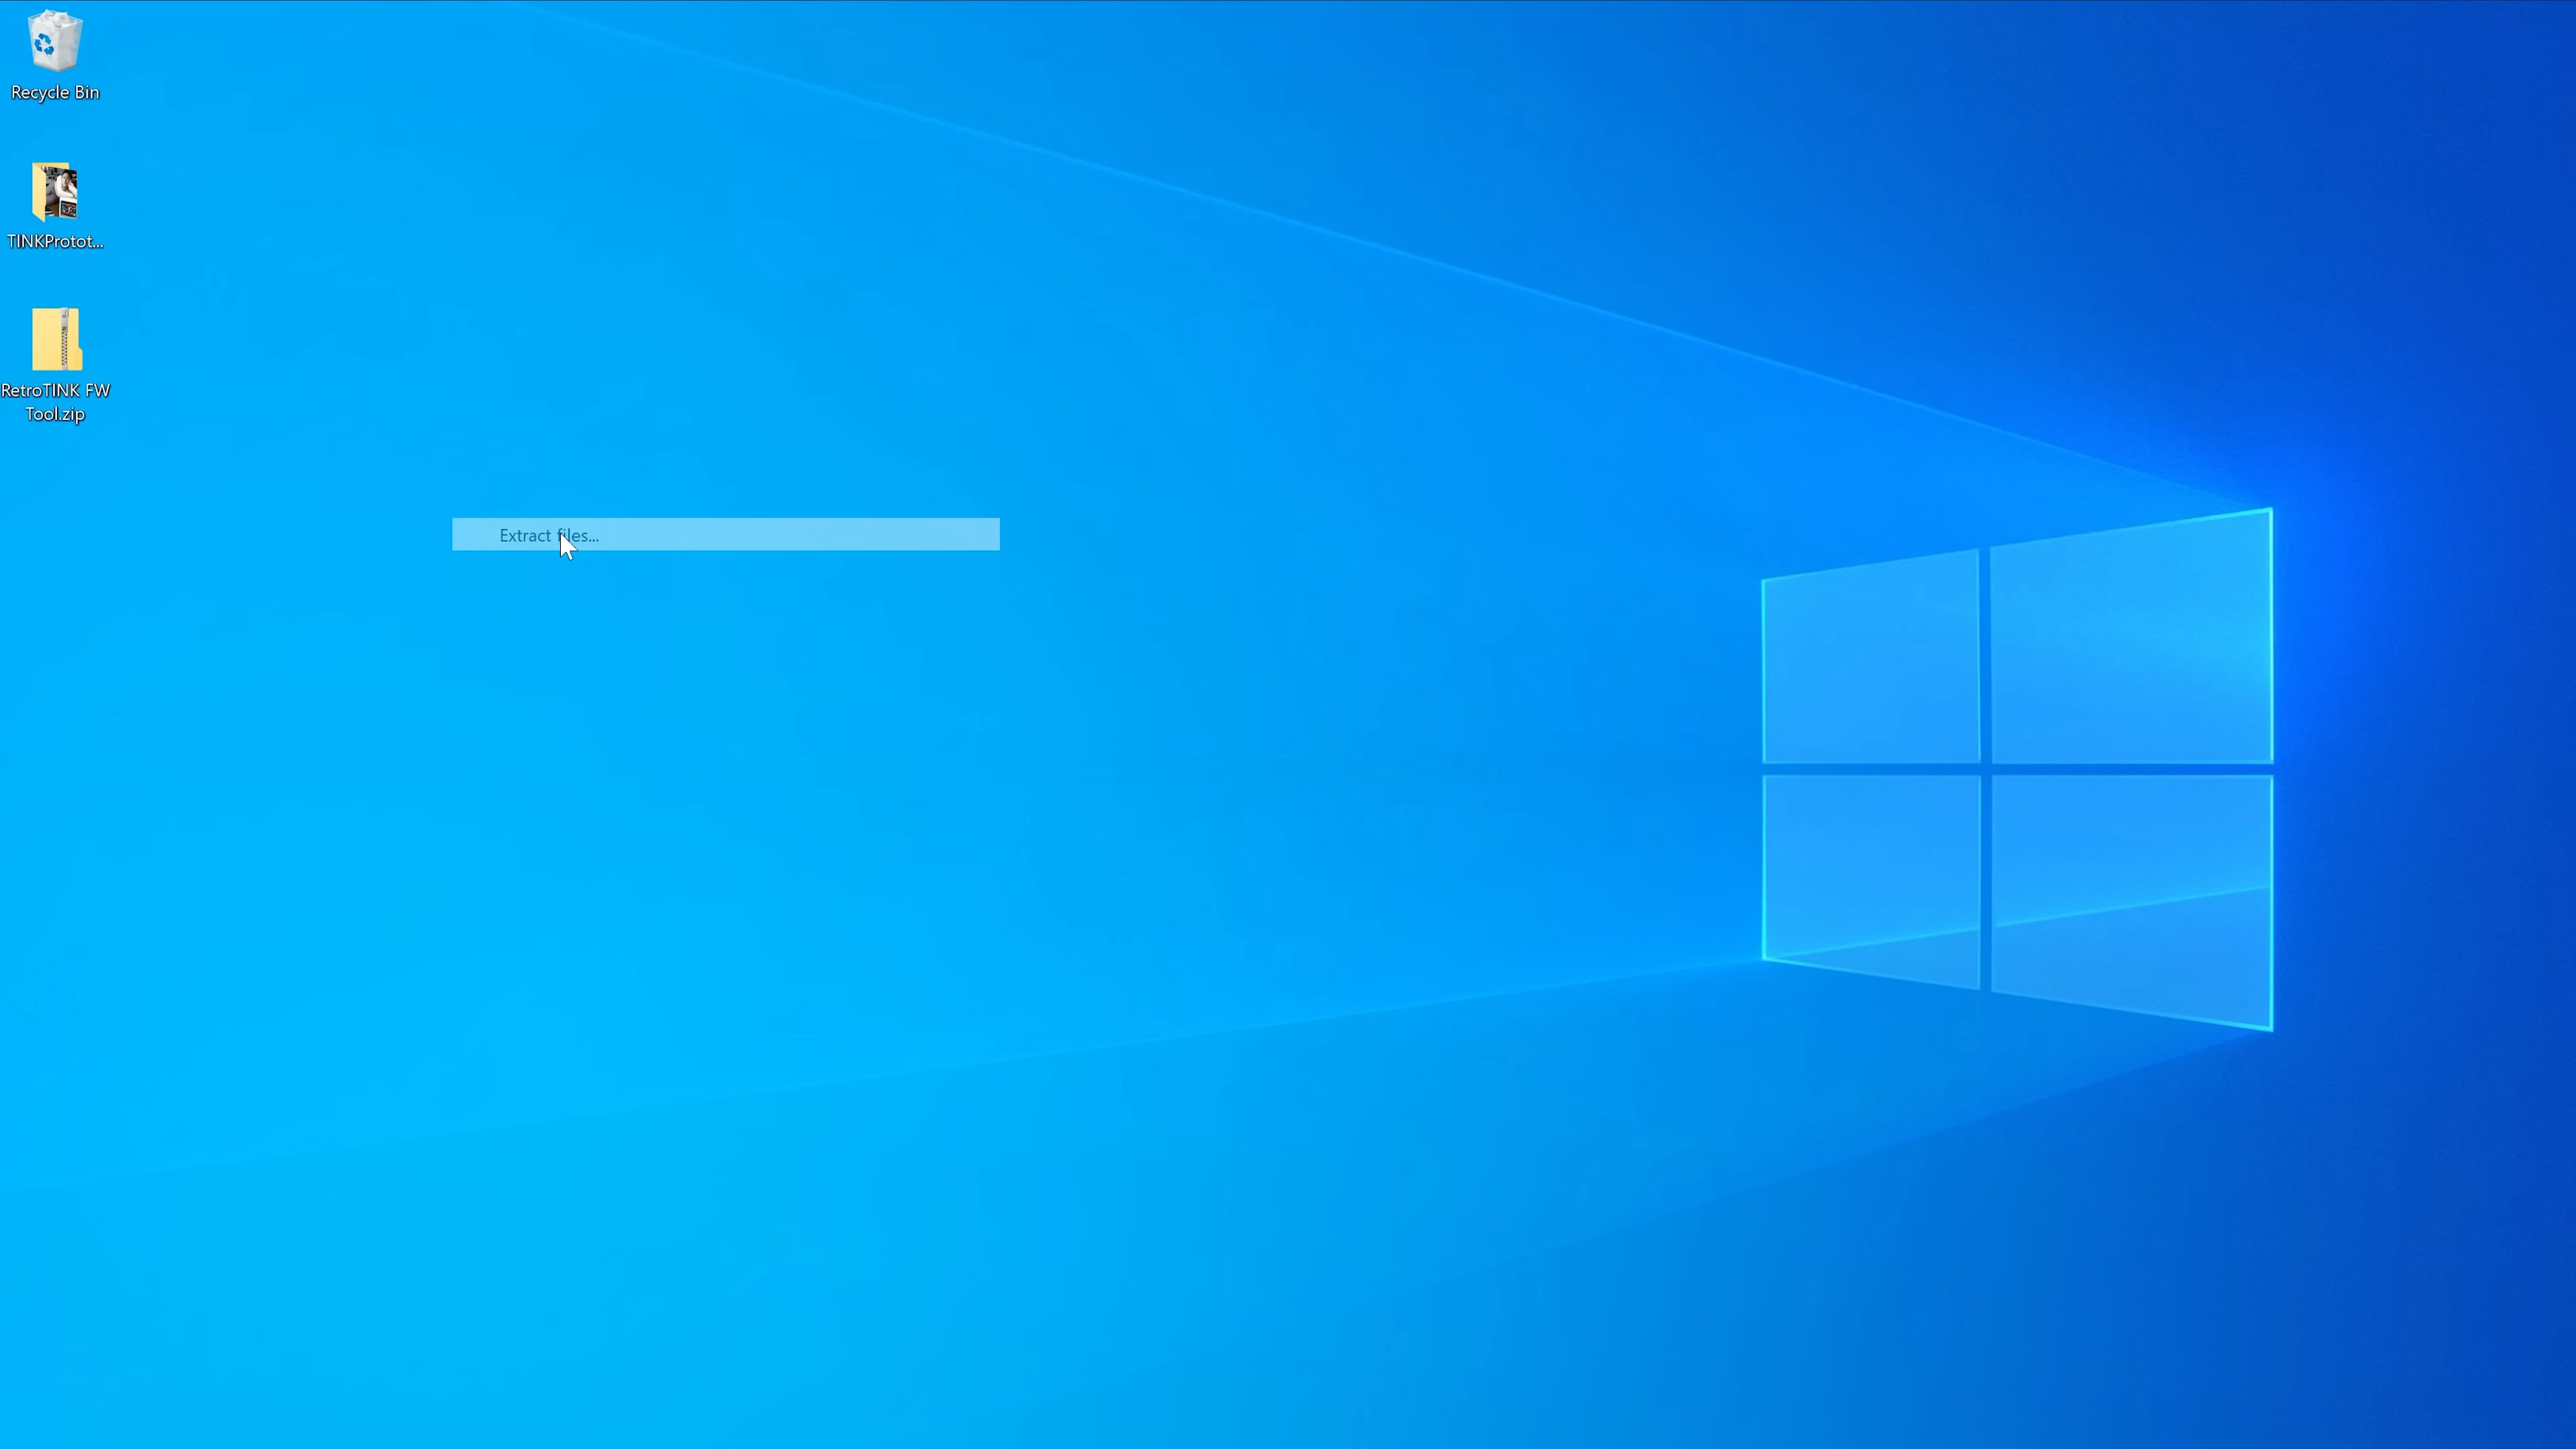 Recycle Bin
TINKProtot...
RetroTINK FW
Tool.zip
Extract files...